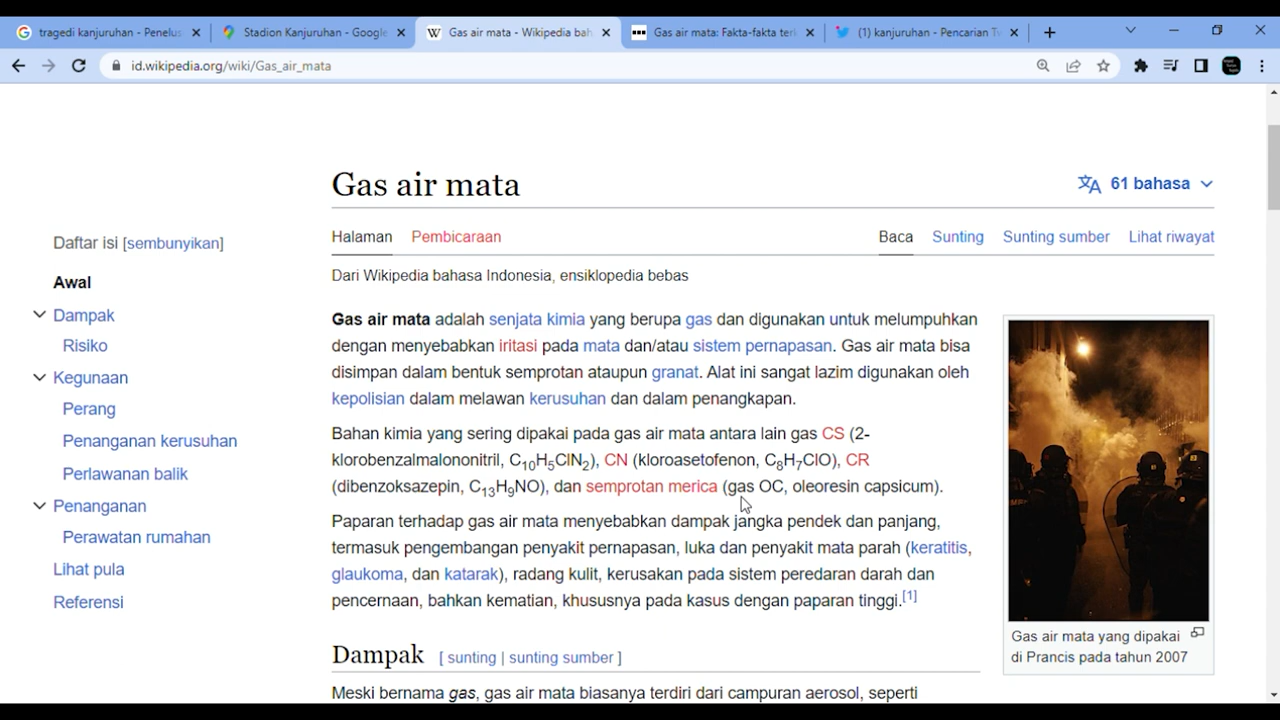 tragedi kanjuruhan - Penelus
Stadion Kanjuruhan - Google
Gas air mata - Wikipedia bah
Gas air mata: Fakta-fakta terk
(1) kanjuruhan - Pencarian Tw
id.wikipedia.org/wiki/Gas_air_mata
Gas air mata
61 bahasa
Daftar isi [sembunyikan]
Awal
Dampak
Risiko
Kegunaan
Perang
Penanganan kerusuhan
Perlawanan balik
Penanganan
Perawatan rumahan
Lihat pula
Referensi
Halaman Pembicaraan Baca Sunting Sunting sumber Lihat riwayat
Dari Wikipedia bahasa Indonesia, ensiklopedia bebas
Gas air mata adalah senjata kimia yang berupa gas dan digunakan untuk melumpuhkan
dengan menyebabkan iritasi pada mata dan/atau sistem pernapasan. Gas air mata bisa
disimpan dalam bentuk semprotan ataupun granat. Alat ini sangat lazim digunakan oleh
kepolisian dalam melawan kerusuhan dan dalam penangkapan.
Bahan kimia yang sering dipakai pada gas air mata antara lain gas CS (2-
klorobenzalmalononitril, C10H5ClN2), CN (kloroasetofenon, C8H7ClO), CR
(dibenzoksazepin, C13H9NO), dan semprotan merica (gas OC, oleoresin capsicum).
Paparan terhadap gas air mata menyebabkan dampak jangka pendek dan panjang,
termasuk pengembangan penyakit pernapasan, luka dan penyakit mata parah (keratitis,
glaukoma, dan katarak), radang kulit, kerusakan pada sistem peredaran darah dan
pencernaan, bahkan kematian, khususnya pada kasus dengan paparan tinggi.[1]
Gas air mata yang dipakai
di Prancis pada tahun 2007
Dampak [ sunting | sunting sumber ]
Meski bernama gas, gas air mata biasanya terdiri dari campuran aerosol, seperti